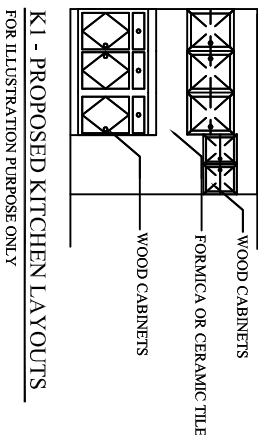 WOOD CABINETS
FORMICA OR CERAMIC TILE
WOOD CABINETS
K1 - PROPOSED KITCHEN LAYOUTS
FOR ILLUSTRATION PURPOSE ONLY